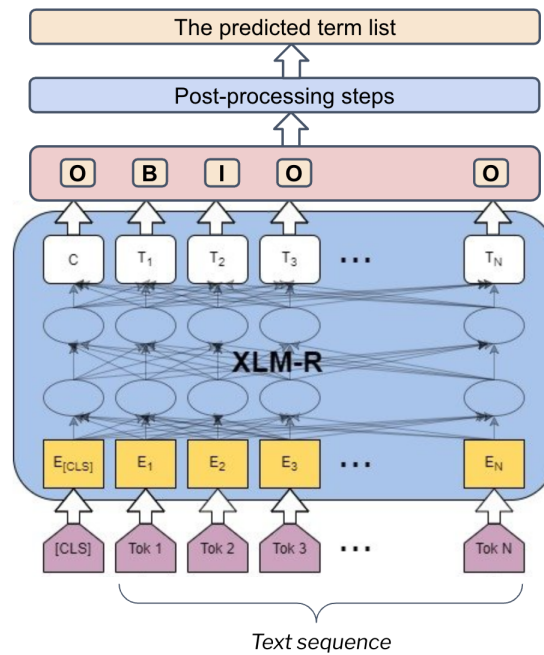 The predicted term list
Post-processing steps
O B I O O
C T1 T2 T3 ... TN
XLM-R
E[CLS] E1 E2 E3 ... EN
[CLS] Tok 1 Tok 2 Tok 3 ... Tok N
Text sequence